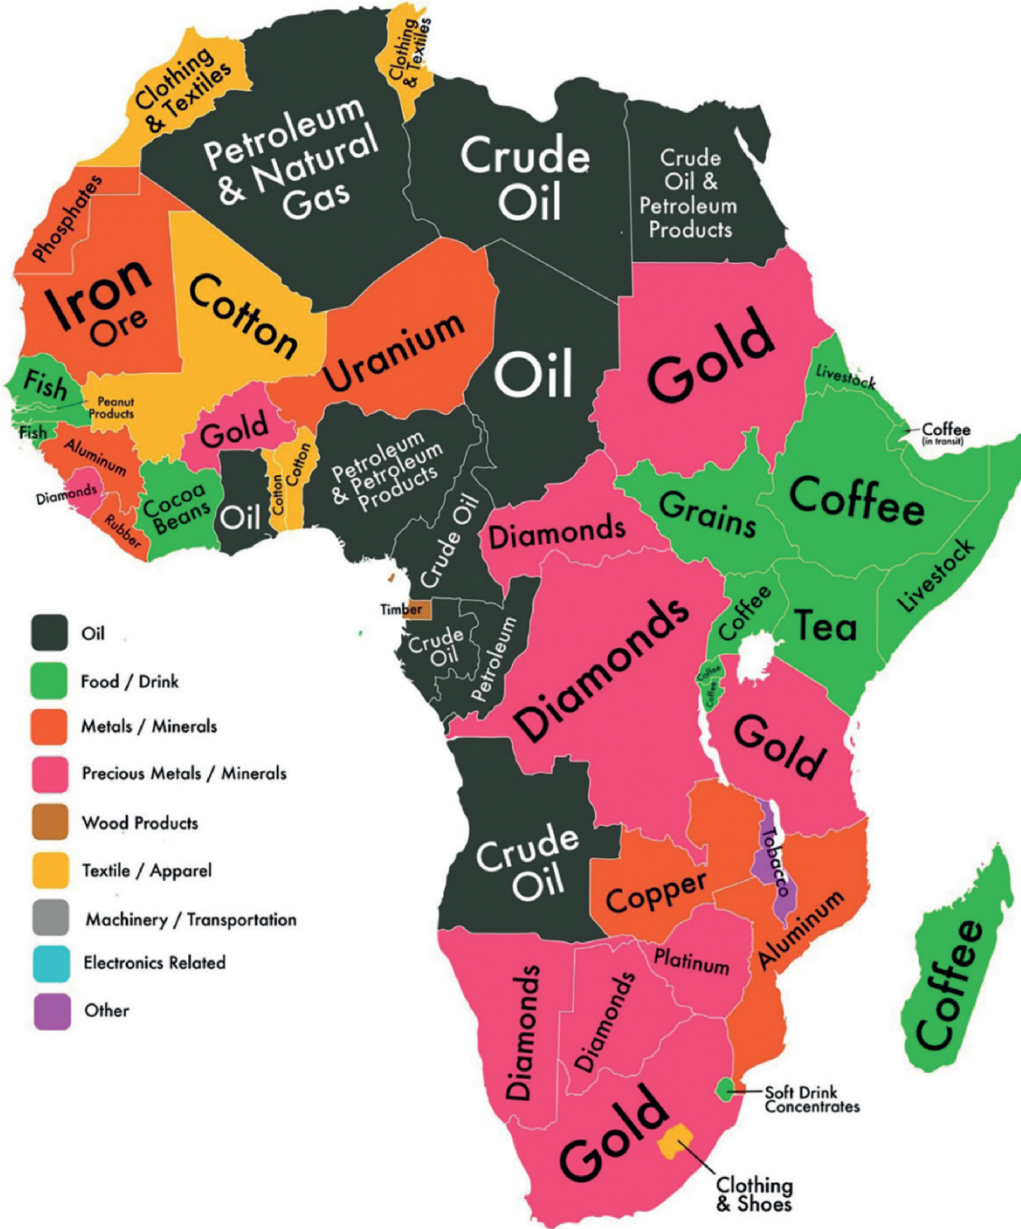 Clothing
& Textiles
Clothing
& Textiles
Petroleum
& Natural
Gas
Crude
Oil
Crude
Oil &
Petroleum
Products
Phosphates
Iron
Ore
Cotton
Uranium
Oil
Gold
Fish
Peanut
Products
Fish
Gold
Livestock
Coffee
(in transit)
Aluminum
Diamonds
Rubber
Cocoa
Beans
Oil
Cotton
Cotton
Petroleum
& Petroleum
Products
Crude Oil
Diamonds
Grains
Coffee
Livestock
Timber
Crude
Oil
Petroleum
Diamonds
Coffee
Tea
Coffee
Coffee
Gold
Crude
Oil
Copper
Tobacco
Aluminum
Diamonds
Diamonds
Platinum
Coffee
Gold
Soft Drink
Concentrates
Clothing
& Shoes
Oil
Food / Drink
Metals / Minerals
Precious Metals / Minerals
Wood Products
Textile / Apparel
Machinery / Transportation
Electronics Related
Other